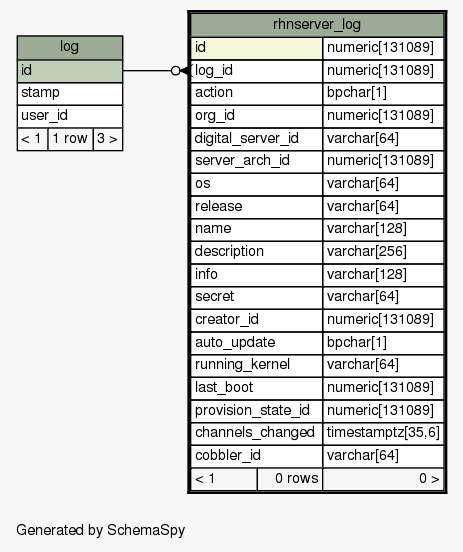 log
id
stamp
user_id
< 1 1 row 3 >
rhnserver_log
id numeric[131089]
log_id numeric[131089]
action bpchar[1]
org_id numeric[131089]
digital_server_id varchar[64]
server_arch_id numeric[131089]
os varchar[64]
release varchar[64]
name varchar[128]
description varchar[256]
info varchar[128]
secret varchar[64]
creator_id numeric[131089]
auto_update bpchar[1]
running_kernel varchar[64]
last_boot numeric[131089]
provision_state_id numeric[131089]
channels_changed timestamptz[35,6]
cobbler_id varchar[64]
< 1 0 rows 0 >
Generated by SchemaSpy